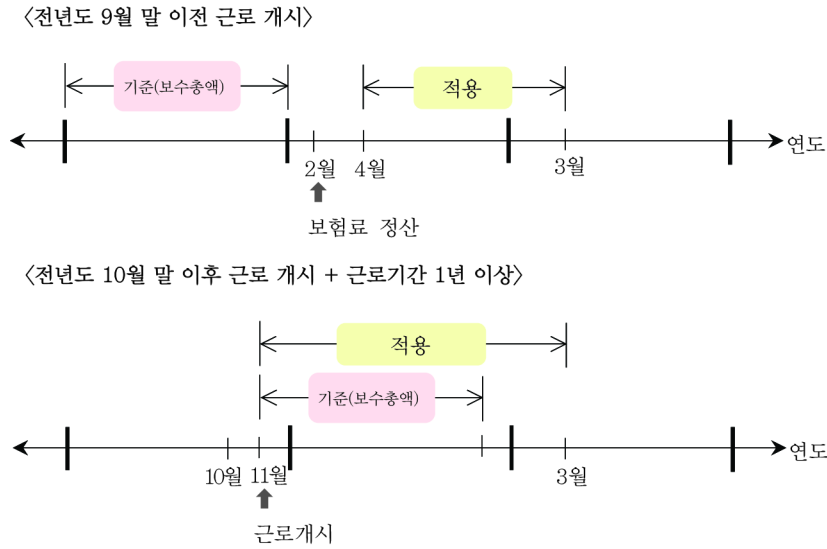 〈전년도 9월 말 이전 근로 개시〉
기준(보수총액)
적용
연도
2월
4월
3월
보험료 정산
〈전년도 10월 말 이후 근로 개시 + 근로기간 1년 이상〉
적용
기준(보수총액)
연도
10월
11월
3월
근로개시